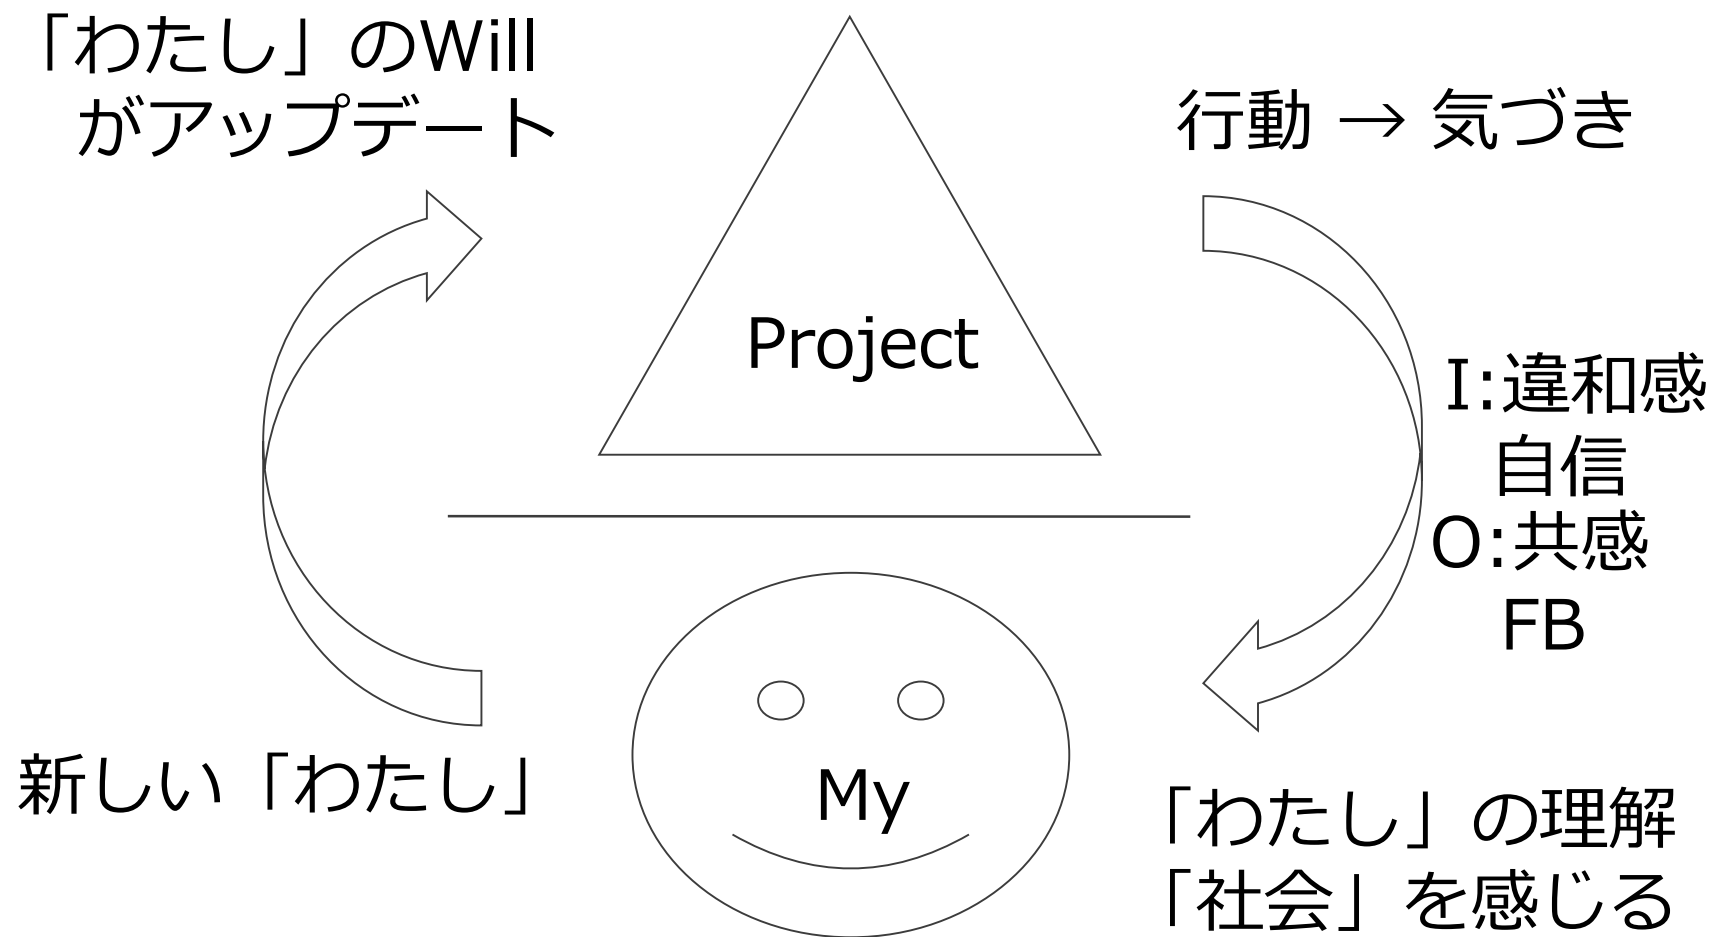 「わたし」のWill
がアップデート
行動 → 気づき
Project
I:違和感
自信
O:共感
FB
新しい「わたし」
My
「わたし」の理解
「社会」を感じる